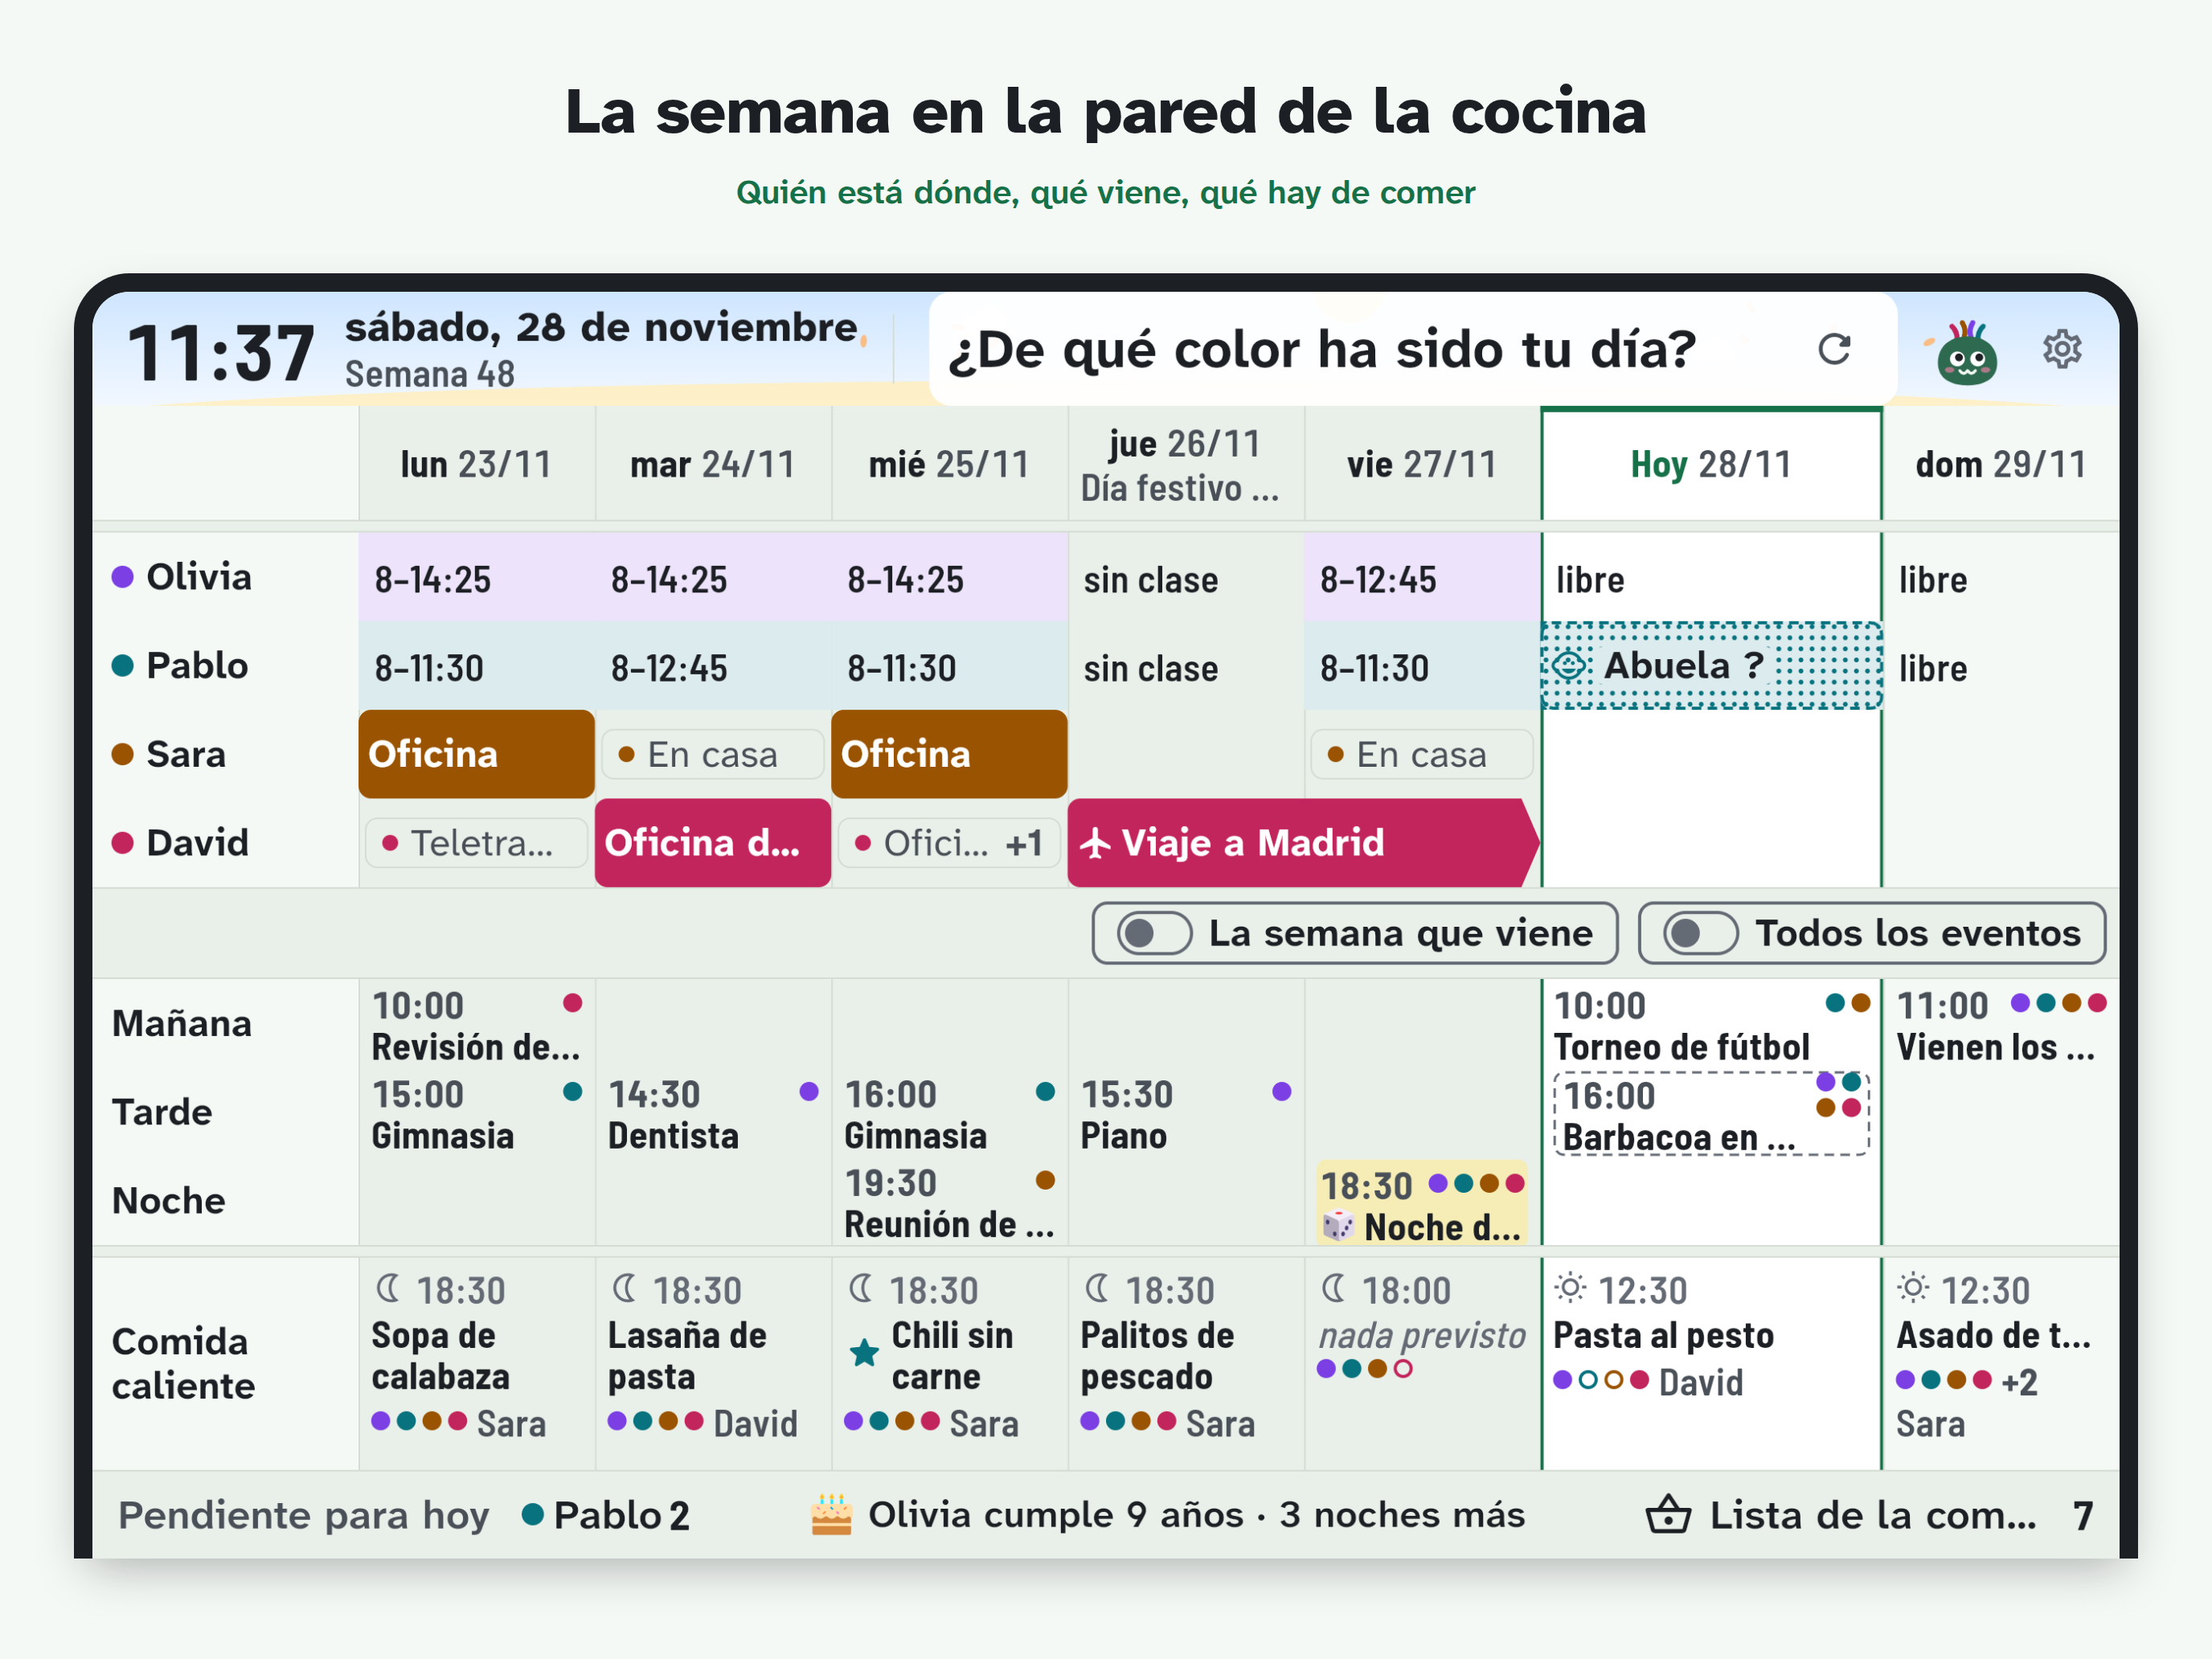 La semana en la pared de la cocina
Quién está dónde, qué viene, qué hay de comer
11:37
sábado, 28 de noviembre
Semana 48
¿De qué color ha sido tu día?
lun 23/11
mar 24/11
mié 25/11
jue 26/11
Día festivo ...
vie 27/11
Hoy 28/11
dom 29/11
Olivia
8–14:25
8–14:25
8–14:25
sin clase
8–12:45
libre
libre
Pablo
8–11:30
8–12:45
8–11:30
sin clase
8–11:30
Abuela ?
libre
Sara
Oficina
En casa
Oficina
En casa
David
Teletra...
Oficina d...
Ofici... +1
Viaje a Madrid
La semana que viene
Todos los eventos
Mañana
10:00
Revisión de...
10:00
Torneo de fútbol
11:00
Vienen los ...
Tarde
15:00
Gimnasia
14:30
Dentista
16:00
Gimnasia
15:30
Piano
16:00
Barbacoa en ...
Noche
19:30
Reunión de ...
18:30
Noche d...
Comida
caliente
18:30
Sopa de
calabaza
Sara
18:30
Lasaña de
pasta
David
18:30
Chili sin
carne
Sara
18:30
Palitos de
pescado
Sara
18:00
nada previsto
12:30
Pasta al pesto
David
12:30
Asado de t...
+2
Sara
Pendiente para hoy
Pablo 2
Olivia cumple 9 años · 3 noches más
Lista de la com... 7